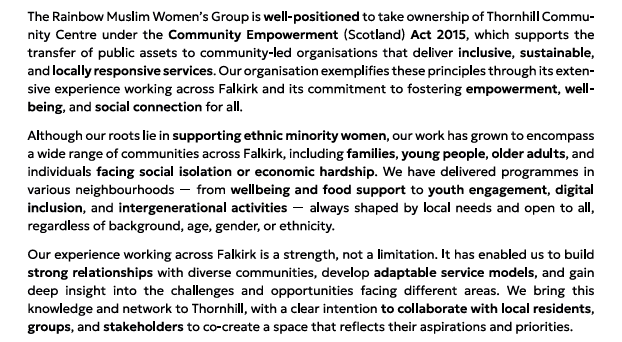 The Rainbow Muslim Women's Group is well-positioned to take ownership of Thornhill Commu-
nity Centre under the Community Empowerment (Scotland) Act 2015, which supports the
transfer of public assets to community-led organisations that deliver inclusive, sustainable,
and locally responsive services. Our organisation exemplifies these principles through its exten-
sive experience working across Falkirk and its commitment to fostering empowerment, well-
being, and social connection for all.
Although our roots lie in supporting ethnic minority women, our work has grown to encompass
a wide range of communities across Falkirk, including families, young people, older adults, and
individuals facing social isolation or economic hardship. We have delivered programmes in
various neighbourhoods — from wellbeing and food support to youth engagement, digital
inclusion, and intergenerational activities — always shaped by local needs and open to all,
regardless of background, age, gender, or ethnicity.
Our experience working across Falkirk is a strength, not a limitation. It has enabled us to build
strong relationships with diverse communities, develop adaptable service models, and gain
deep insight into the challenges and opportunities facing different areas. We bring this
knowledge and network to Thornhill, with a clear intention to collaborate with local residents,
groups, and stakeholders to co-create a space that reflects their aspirations and priorities.